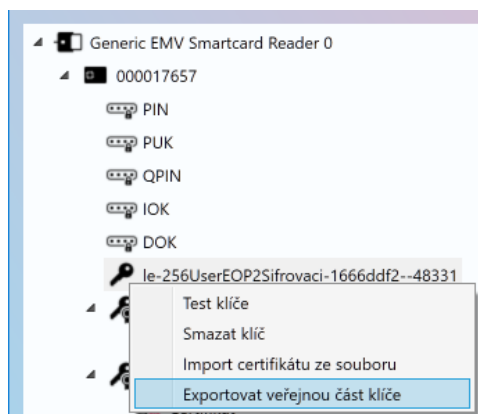 Generic EMV Smartcard Reader 0
000017657
PIN
PUK
QPIN
IOK
DOK
le-256UserEOP2Sifrovaci-1666ddf2--48331
Test klíče
Smazat klíč
Import certifikátu ze souboru
Exportovat veřejnou část klíče